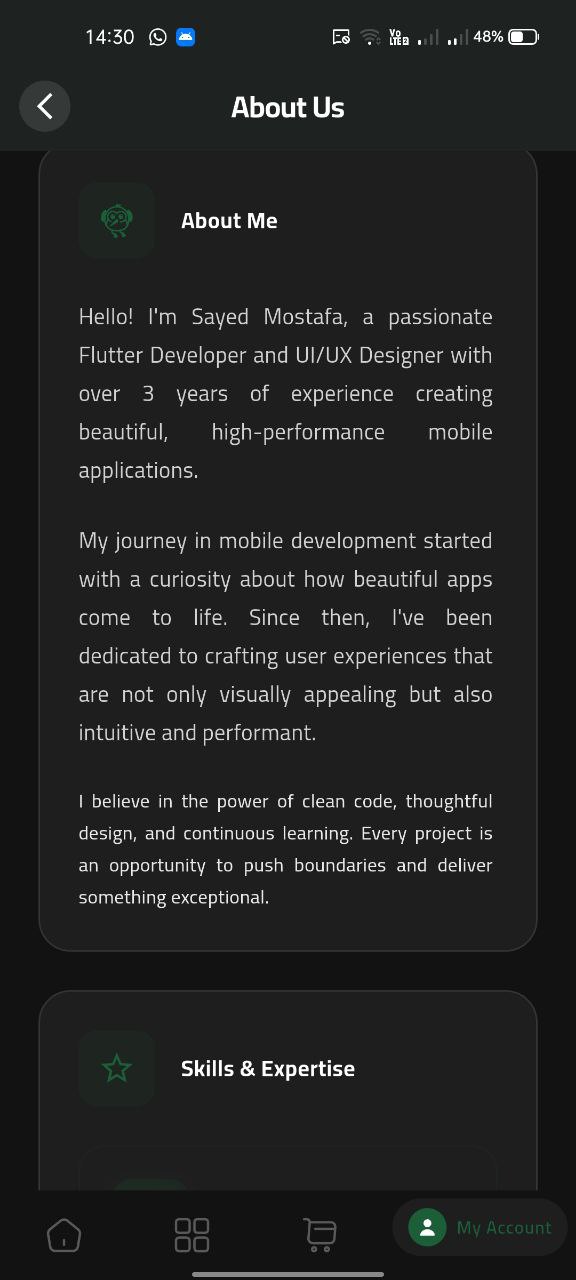 14:30
Vo
LTE2
48%
About Us
About Me
Hello! I'm Sayed Mostafa, a passionate
Flutter Developer and UI/UX Designer with
over 3 years of experience creating
beautiful, high-performance mobile
applications.
My journey in mobile development started
with a curiosity about how beautiful apps
come to life. Since then, I've been
dedicated to crafting user experiences that
are not only visually appealing but also
intuitive and performant.
I believe in the power of clean code, thoughtful
design, and continuous learning. Every project is
an opportunity to push boundaries and deliver
something exceptional.
Skills & Expertise
My Account